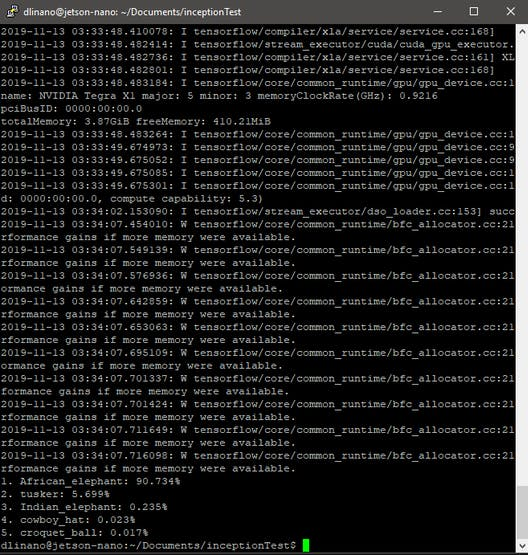 dlinano@jetson-nano: ~/Documents/inceptionTest
2019-11-13 03:33:48.410078: I tensorflow/compiler/xla/service/service.cc:168]
2019-11-13 03:33:48.482414: I tensorflow/stream_executor/cuda/cuda_gpu_executor.
2019-11-13 03:33:48.482736: I tensorflow/compiler/xla/service/service.cc:161] XL
2019-11-13 03:33:48.482801: I tensorflow/compiler/xla/service/service.cc:168]
2019-11-13 03:33:48.483184: I tensorflow/core/common_runtime/gpu/gpu_device.cc:1
name: NVIDIA Tegra X1 major: 5 minor: 3 memoryClockRate(GHz): 0.9216
pciBusID: 0000:00:00.0
totalMemory: 3.87GiB freeMemory: 410.21MiB
2019-11-13 03:33:48.483264: I tensorflow/core/common_runtime/gpu/gpu_device.cc:1
2019-11-13 03:33:49.674973: I tensorflow/core/common_runtime/gpu/gpu_device.cc:9
2019-11-13 03:33:49.675052: I tensorflow/core/common_runtime/gpu/gpu_device.cc:9
2019-11-13 03:33:49.675085: I tensorflow/core/common_runtime/gpu/gpu_device.cc:9
2019-11-13 03:33:49.675301: I tensorflow/core/common_runtime/gpu/gpu_device.cc:1
d: 0000:00:00.0, compute capability: 5.3)
2019-11-13 03:34:02.153090: I tensorflow/stream_executor/dso_loader.cc:153] succ
2019-11-13 03:34:07.454010: W tensorflow/core/common_runtime/bfc_allocator.cc:21
rformance gains if more memory were available.
2019-11-13 03:34:07.549139: W tensorflow/core/common_runtime/bfc_allocator.cc:21
rformance gains if more memory were available.
2019-11-13 03:34:07.576936: W tensorflow/core/common_runtime/bfc_allocator.cc:21
ormance gains if more memory were available.
2019-11-13 03:34:07.642859: W tensorflow/core/common_runtime/bfc_allocator.cc:21
rformance gains if more memory were available.
2019-11-13 03:34:07.653063: W tensorflow/core/common_runtime/bfc_allocator.cc:21
rformance gains if more memory were available.
2019-11-13 03:34:07.695109: W tensorflow/core/common_runtime/bfc_allocator.cc:21
ormance gains if more memory were available.
2019-11-13 03:34:07.701337: W tensorflow/core/common_runtime/bfc_allocator.cc:21
formance gains if more memory were available.
2019-11-13 03:34:07.701424: W tensorflow/core/common_runtime/bfc_allocator.cc:21
rformance gains if more memory were available.
2019-11-13 03:34:07.711649: W tensorflow/core/common_runtime/bfc_allocator.cc:21
rformance gains if more memory were available.
2019-11-13 03:34:07.716098: W tensorflow/core/common_runtime/bfc_allocator.cc:21
rformance gains if more memory were available.
1. African_elephant: 90.734%
2. tusker: 5.699%
3. Indian_elephant: 0.235%
4. cowboy_hat: 0.023%
5. croquet_ball: 0.017%
dlinano@jetson-nano:~/Documents/inceptionTest$